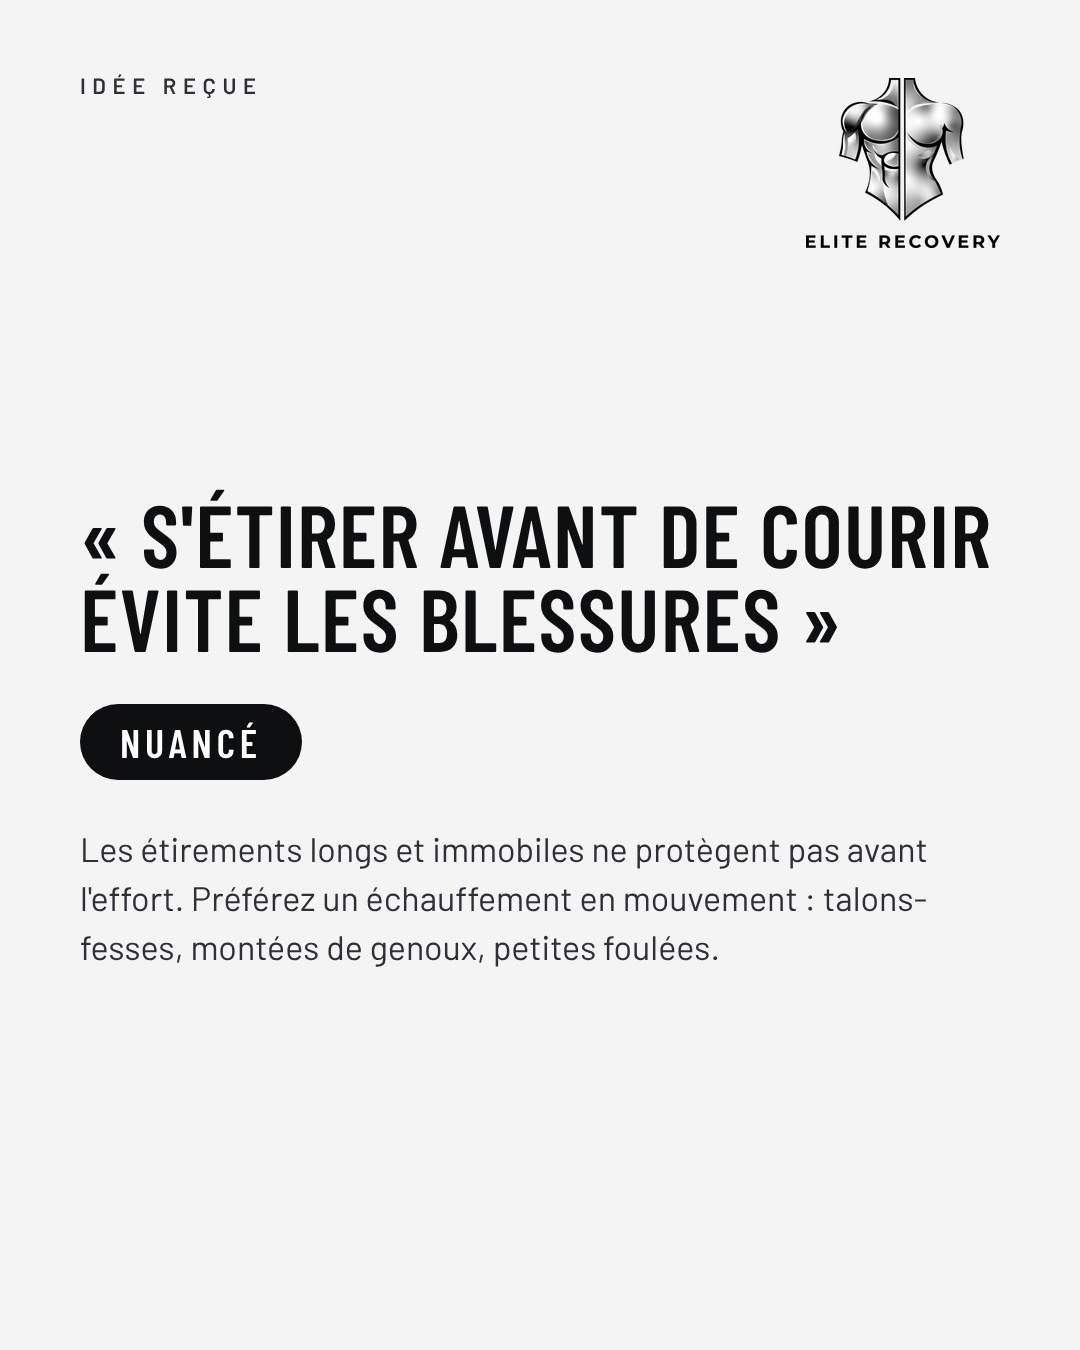 IDÉE REÇUE
ELITE RECOVERY
« S'ÉTIRER AVANT DE COURIR
ÉVITE LES BLESSURES »
NUANCÉ
Les étirements longs et immobiles ne protègent pas avant
l'effort. Préférez un échauffement en mouvement : talons-
fesses, montées de genoux, petites foulées.